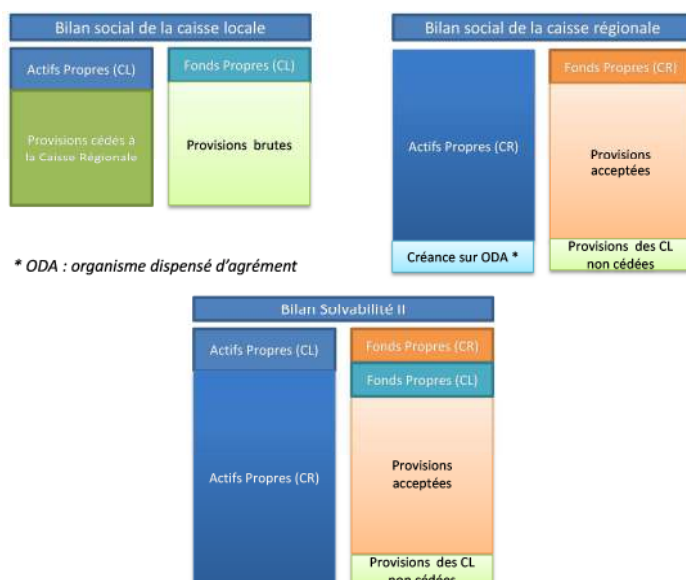 Bilan social de la caisse locale
Actifs Propres (CL)
Fonds Propres (CL)
Provisions cédés à
la Caisse Régionale
Provisions brutes
* ODA : organisme dispensé d'agrément
Bilan social de la caisse régionale
Fonds Propres (CR)
Actifs Propres (CR)
Provisions
acceptées
Créance sur ODA *
Provisions des CL
non cédées
Bilan Solvabilité II
Actifs Propres (CL)
Fonds Propres (CR)
Fonds Propres (CL)
Actifs Propres (CR)
Provisions
acceptées
Provisions des CL
non cédées